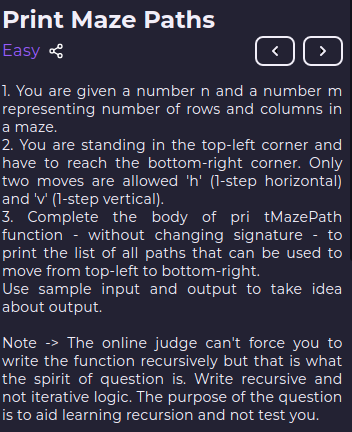 Print Maze Paths
Easy
1. You are given a number n and a number m
representing number of rows and columns in
a maze.
2. You are standing in the top-left corner and
have to reach the bottom-right corner. Only
two moves are allowed 'h' (1-step horizontal)
and 'v' (1-step vertical).
3. Complete the body of pri tMazePath
function - without changing signature - to
print the list of all paths that can be used to
move from top-left to bottom-right.
Use sample input and output to take idea
about output.
Note -> The online judge can't force you to
write the function recursively but that is what
the spirit of question is. Write recursive and
not iterative logic. The purpose of the question
is to aid learning recursion and not test you.